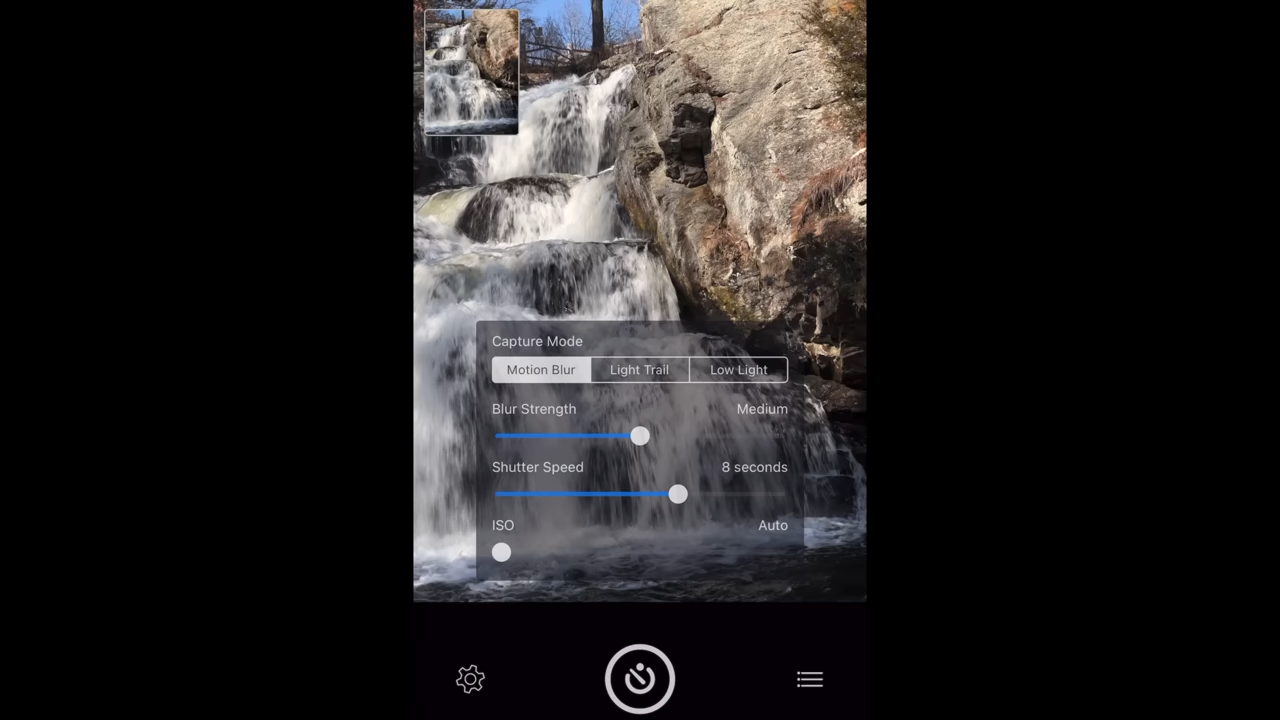 Capture Mode
Motion Blur Light Trail Low Light
Blur Strength Medium
Shutter Speed 8 seconds
ISO Auto